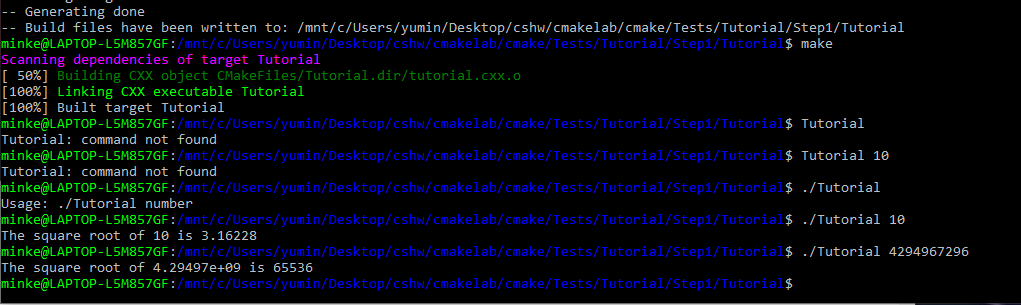 -- Generating done
-- Build files have been written to: /mnt/c/Users/yumin/Desktop/cshw/cmakelab/cmake/Tests/Tutorial/Step1/Tutorial
minke@LAPTOP-L5M857GF:/mnt/c/Users/yumin/Desktop/cshw/cmakelab/cmake/Tests/Tutorial/Step1/Tutorial$ make
Scanning dependencies of target Tutorial
[ 50%] Building CXX object CMakeFiles/Tutorial.dir/tutorial.cxx.o
[100%] Linking CXX executable Tutorial
[100%] Built target Tutorial
minke@LAPTOP-L5M857GF:/mnt/c/Users/yumin/Desktop/cshw/cmakelab/cmake/Tests/Tutorial/Step1/Tutorial$ Tutorial
Tutorial: command not found
minke@LAPTOP-L5M857GF:/mnt/c/Users/yumin/Desktop/cshw/cmakelab/cmake/Tests/Tutorial/Step1/Tutorial$ Tutorial 10
Tutorial: command not found
minke@LAPTOP-L5M857GF:/mnt/c/Users/yumin/Desktop/cshw/cmakelab/cmake/Tests/Tutorial/Step1/Tutorial$ ./Tutorial
Usage: ./Tutorial number
minke@LAPTOP-L5M857GF:/mnt/c/Users/yumin/Desktop/cshw/cmakelab/cmake/Tests/Tutorial/Step1/Tutorial$ ./Tutorial 10
The square root of 10 is 3.16228
minke@LAPTOP-L5M857GF:/mnt/c/Users/yumin/Desktop/cshw/cmakelab/cmake/Tests/Tutorial/Step1/Tutorial$ ./Tutorial 4294967296
The square root of 4.29497e+09 is 65536
minke@LAPTOP-L5M857GF:/mnt/c/Users/yumin/Desktop/cshw/cmakelab/cmake/Tests/Tutorial/Step1/Tutorial$